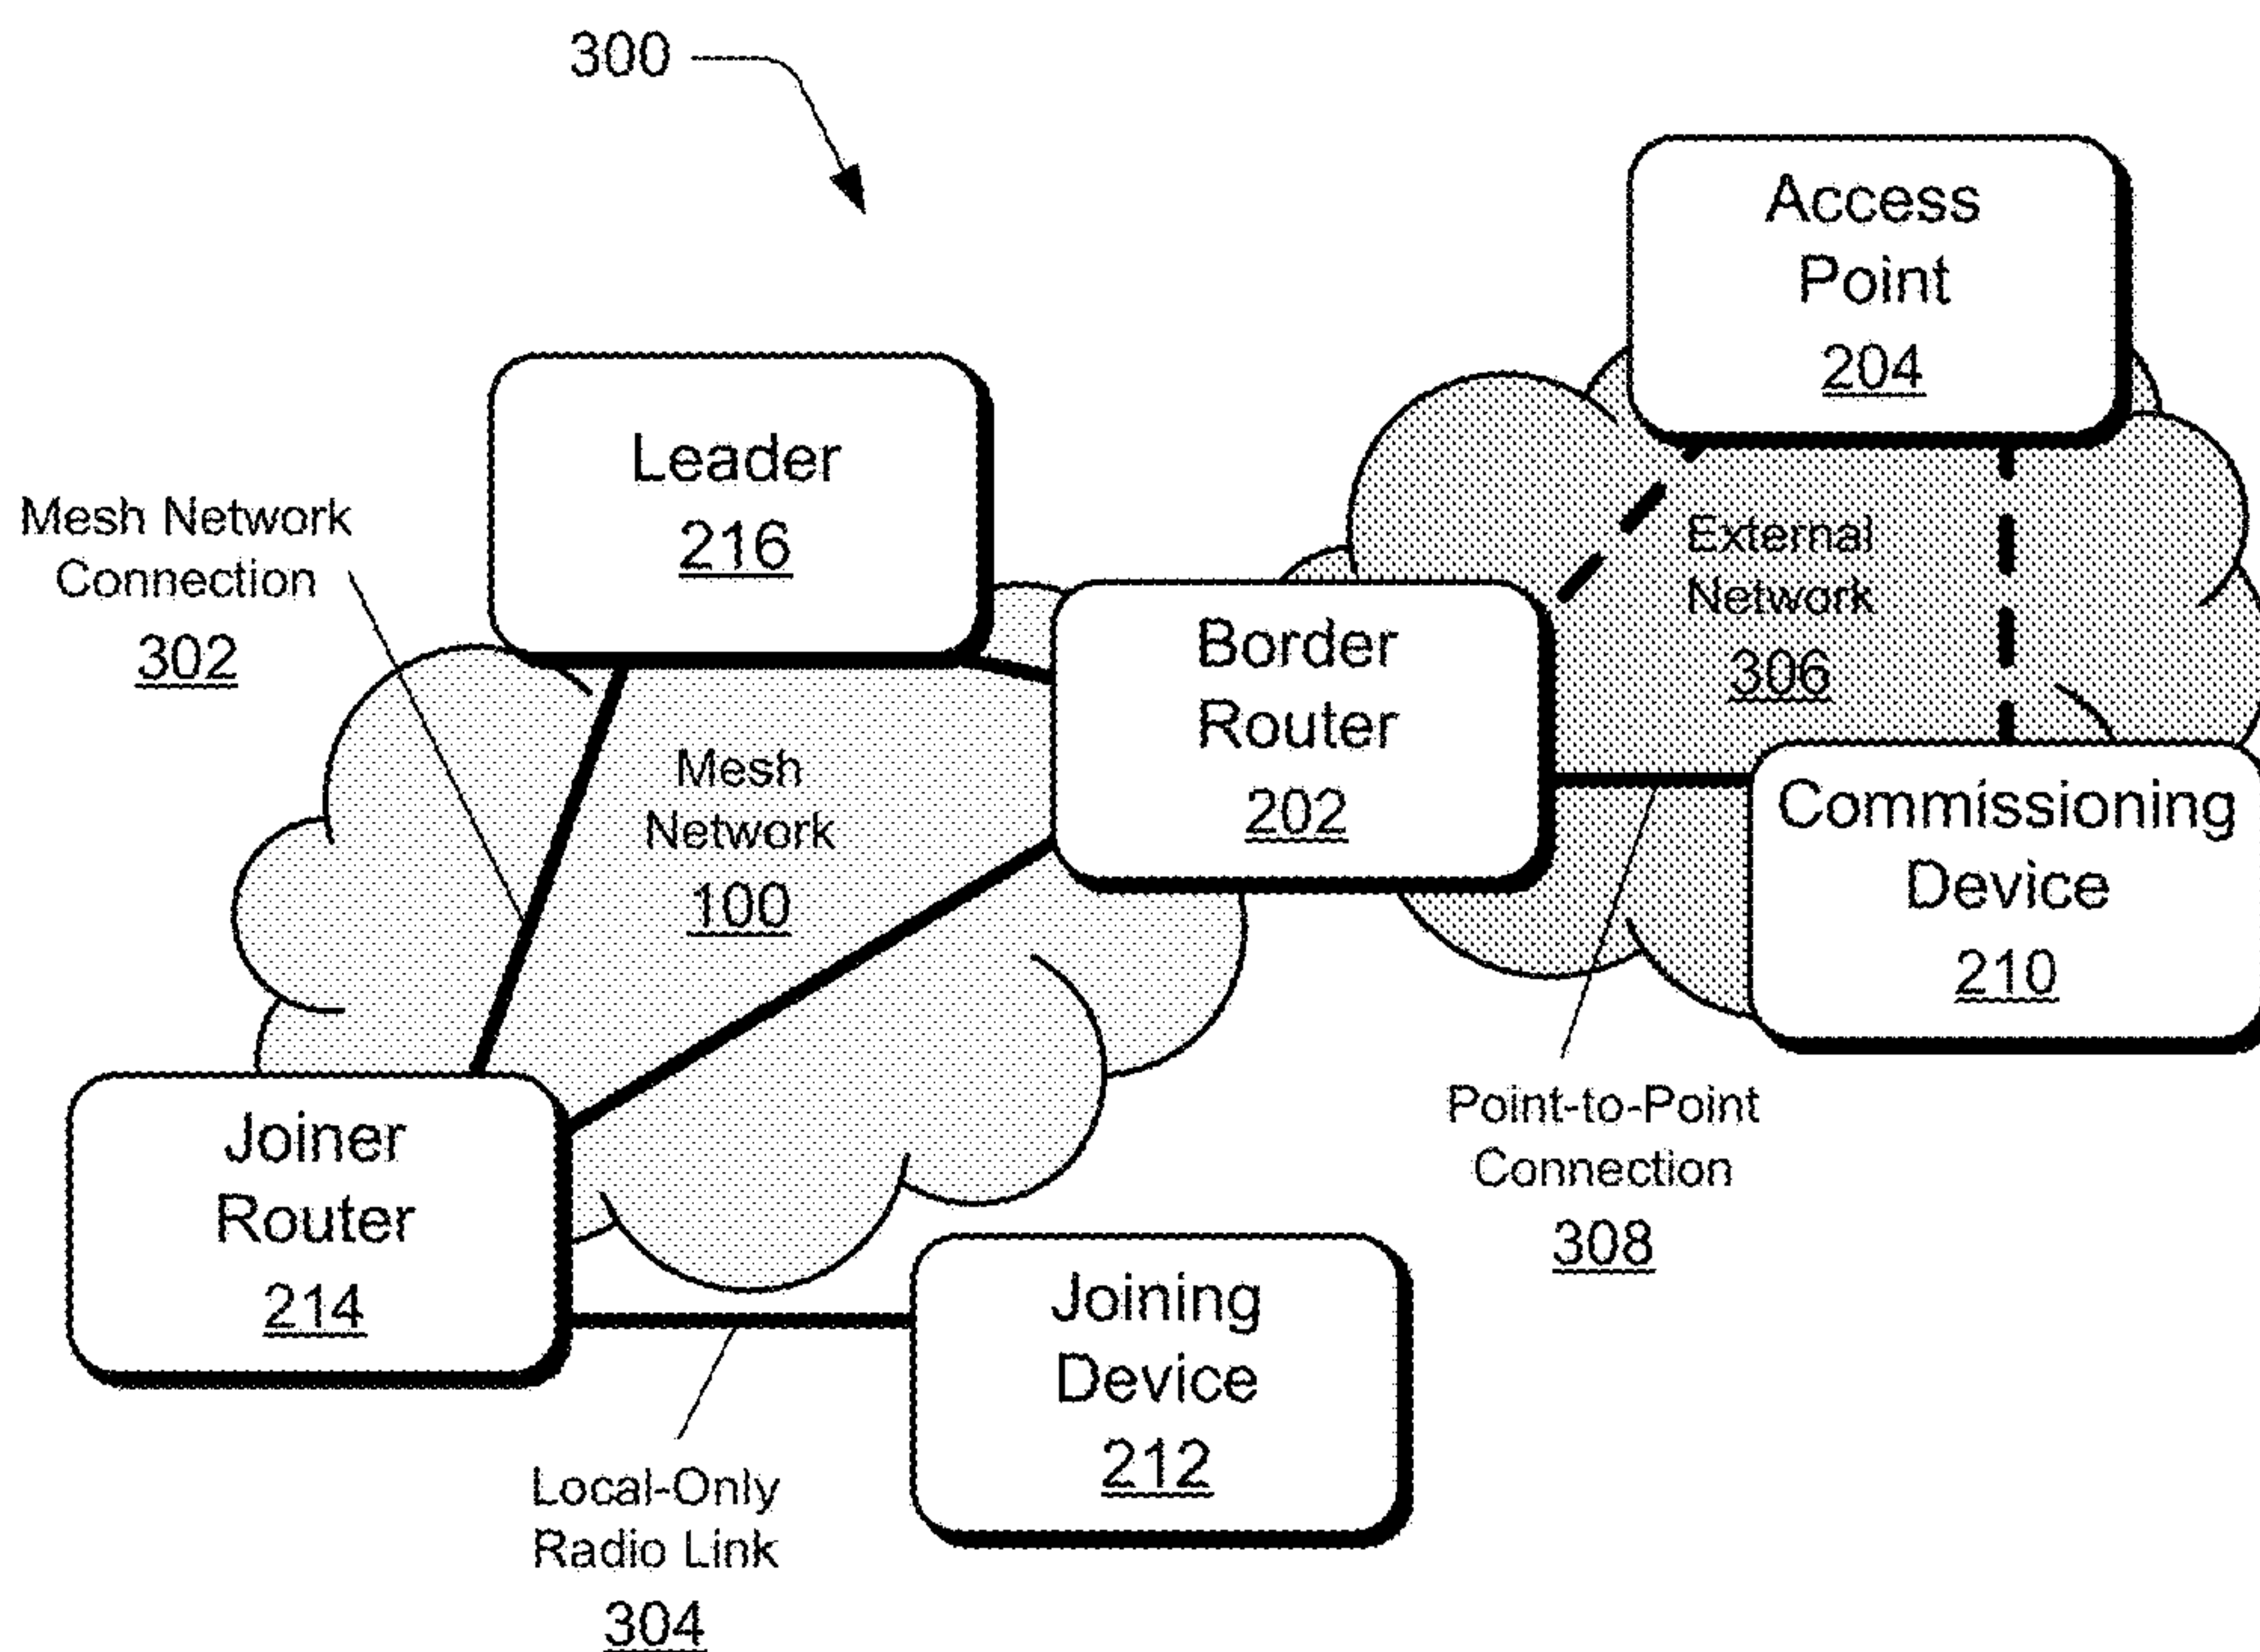 300
Access
Point
204
Leader
216
Mesh Network
Connection
302
External
Network
306
Border
Router
202
Mesh
Network
100
Commissioning
Device
210
Point-to-Point
Connection
308
Joiner
Router
214
Joining
Device
212
Local-Only
Radio Link
304